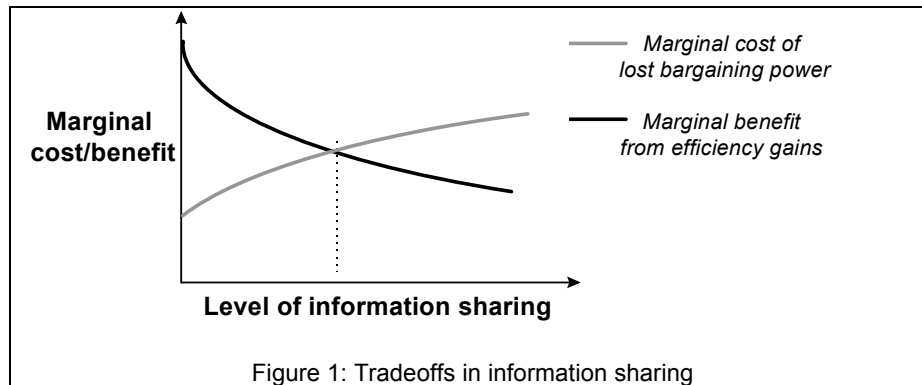 Marginal cost of
lost bargaining power
Marginal benefit
from efficiency gains
Marginal
cost/benefit
Level of information sharing
Figure 1: Tradeoffs in information sharing